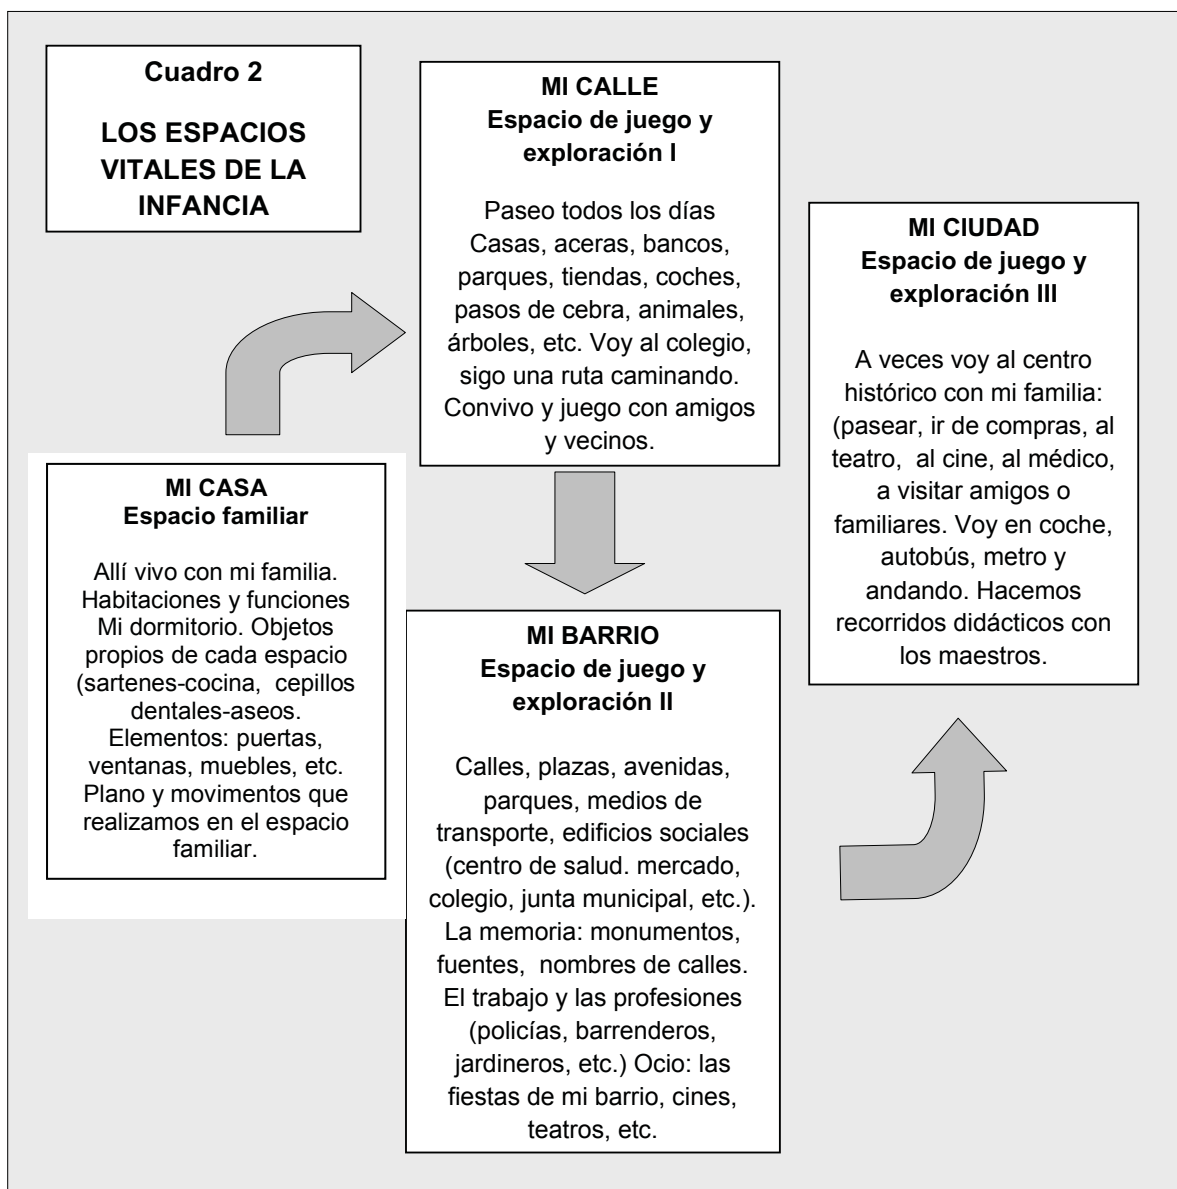 Cuadro 2
LOS ESPACIOS
VITALES DE LA
INFANCIA
MI CASA
Espacio familiar
Allí vivo con mi familia.
Habitaciones y funciones
Mi dormitorio. Objetos
propios de cada espacio
(sartenes-cocina, cepillos
dentales-aseos.
Elementos: puertas,
ventanas, muebles, etc.
Plano y movimentos que
realizamos en el espacio
familiar.
MI CALLE
Espacio de juego y
exploración I
Paseo todos los días
Casas, aceras, bancos,
parques, tiendas, coches,
pasos de cebra, animales,
árboles, etc. Voy al colegio,
sigo una ruta caminando.
Convivo y juego con amigos
y vecinos.
MI BARRIO
Espacio de juego y
exploración II
Calles, plazas, avenidas,
parques, medios de
transporte, edificios sociales
(centro de salud. mercado,
colegio, junta municipal, etc.).
La memoria: monumentos,
fuentes, nombres de calles.
El trabajo y las profesiones
(policías, barrenderos,
jardineros, etc.) Ocio: las
fiestas de mi barrio, cines,
teatros, etc.
MI CIUDAD
Espacio de juego y
exploración III
A veces voy al centro
histórico con mi familia:
(pasear, ir de compras, al
teatro, al cine, al médico,
a visitar amigos o
familiares. Voy en coche,
autobús, metro y
andando. Hacemos
recorridos didácticos con
los maestros.